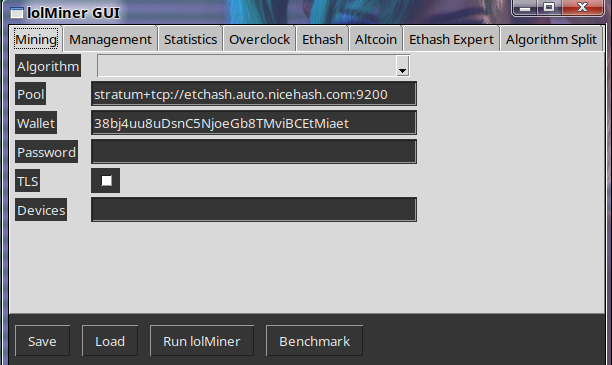 lolMiner GUI
Mining Management Statistics Overclock Ethash Altcoin Ethash Expert Algorithm Split
Algorithm
Pool stratum+tcp://etchash.auto.nicehash.com:9200
Wallet 38bj4uu8uDsnC5NjoeGb8TMviBCEtMiaet
Password
TLS
Devices
Save Load Run lolMiner Benchmark